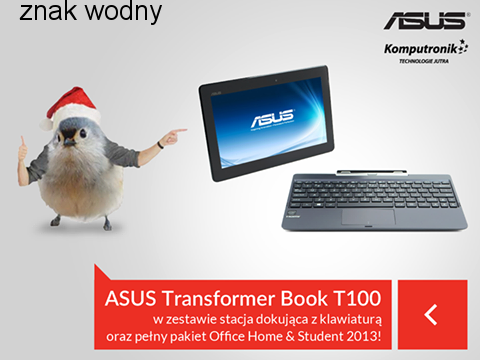 znak wodny
ASUS
Komputronik
TECHNOLOGIE JUTRA
ASUS
ASUS Transformer Book T100
w zestawie stacja dokująca z klawiaturą
oraz pełny pakiet Office Home & Student 2013!